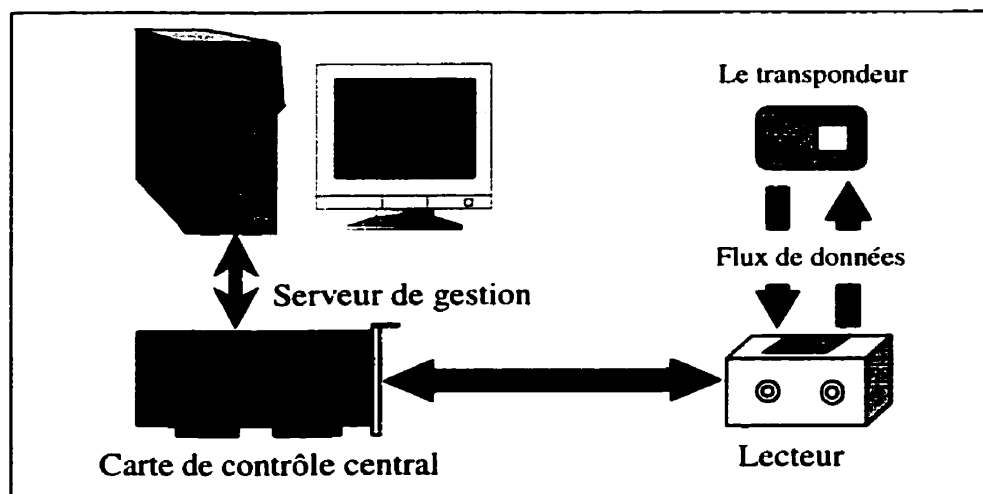 Le transpondeur
Flux de données
Serveur de gestion
Carte de contrôle central
Lecteur